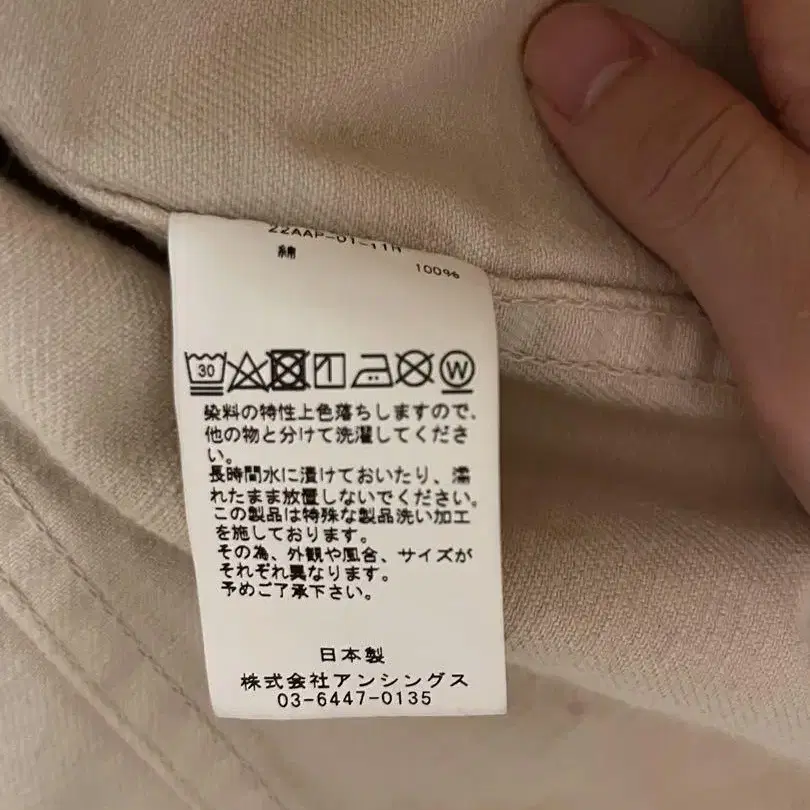 22AAP-01-11H
綿
100%
30
W
染料の特性上色落ちしますので、
他の物と分けて洗濯してくださ
い。
長時間水に漬けておいたり、濡
れたまま放置しないでください。
この製品は特殊な製品洗い加工
を施しております。
その為、外観や風合、サイズが
それぞれ異なります。
予めご了承下さい。
日本製
株式会社アンシングス
03-6447-0135